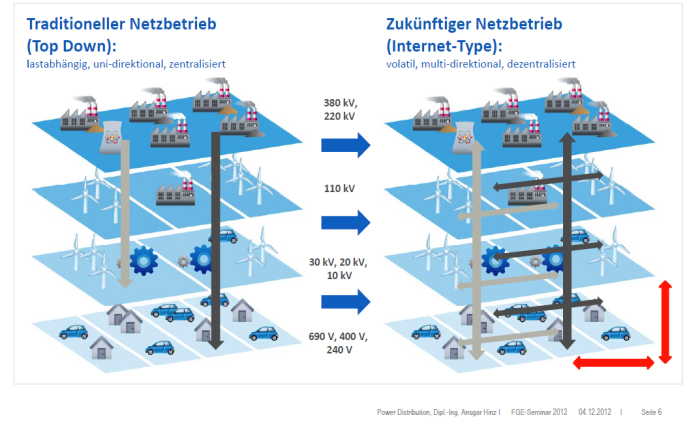 Traditioneller Netzbetrieb
(Top Down):
lastabhängig, uni-direktional, zentralisiert
Zukünftiger Netzbetrieb
(Internet-Type):
volatil, multi-direktional, dezentralisiert
380 kV,
220 kV
110 kV
30 kV, 20 kV,
10 kV
690 V, 400 V,
240 V
Power Distribution, Dipl.-Ing. Ansgar Hinz I FGE-Seminar 2012 04.12.2012 I Seite 6